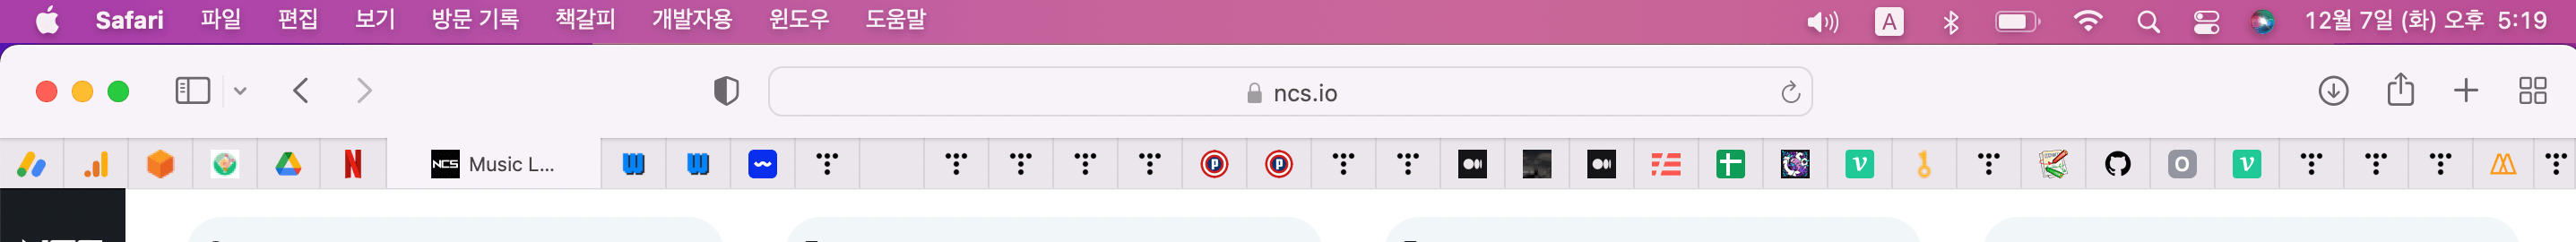 Safari 파일 편집 보기 방문 기록 책갈피 개발자용 윈도우 도움말 A 12월 7일 (화) 오후 5:19
ncs.io
N NCS Music L... P P V O V